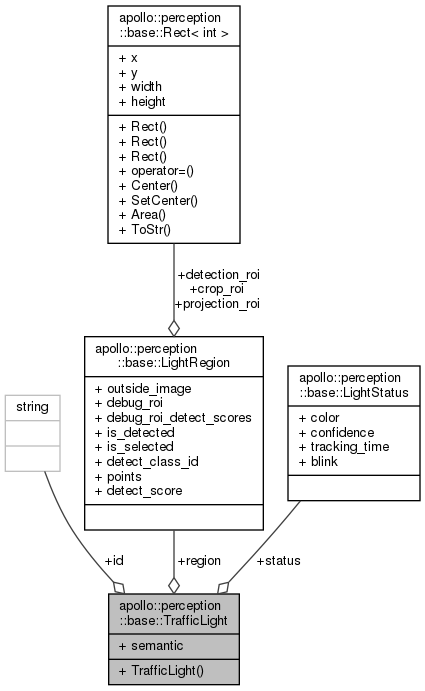 apollo::perception
::base::Rect< int >
+ x
+ y
+ width
+ height
+ Rect()
+ Rect()
+ Rect()
+ operator=()
+ Center()
+ SetCenter()
+ Area()
+ ToStr()
+detection_roi
+crop_roi
+projection_roi
apollo::perception
::base::LightRegion
+ outside_image
+ debug_roi
+ debug_roi_detect_scores
+ is_detected
+ is_selected
+ detect_class_id
+ points
+ detect_score
apollo::perception
::base::LightStatus
+ color
+ confidence
+ tracking_time
+ blink
string
+id
+region
+status
apollo::perception
::base::TrafficLight
+ semantic
+ TrafficLight()